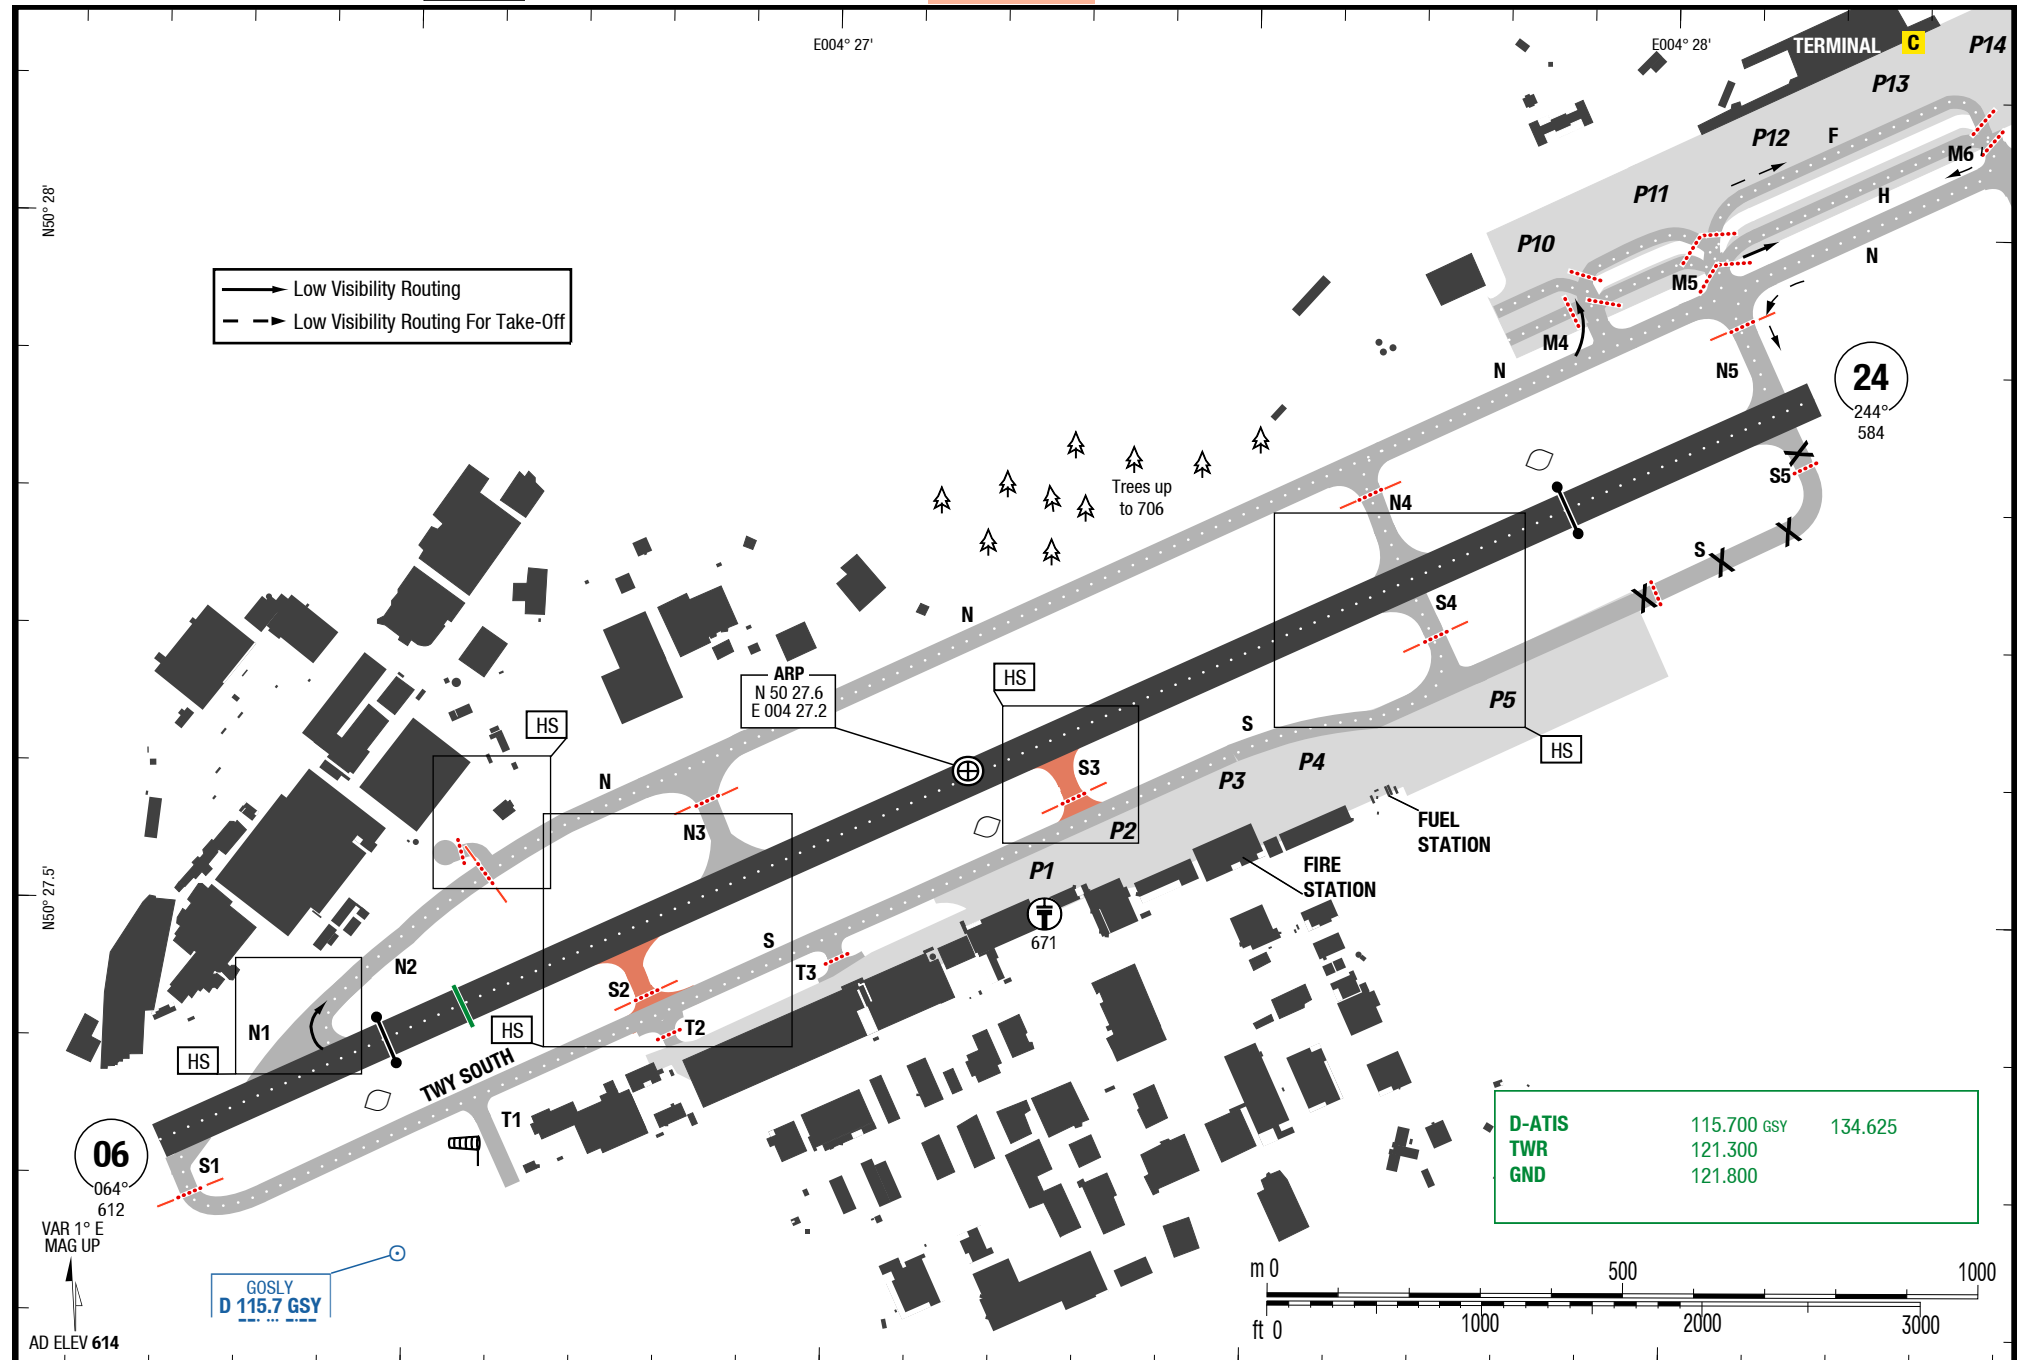 E004° 27'
E004° 28'
TERMINAL C
P14
P13
P12
F
M6
P11
H
N50° 28'
P10
N
M5
Low Visibility Routing
Low Visibility Routing For Take-Off
M4
N
N5
24
244°
584
Trees up
to 706
S5
N4
S
S4
N
ARP
N 50 27.6
E 004 27.2
HS
P5
HS
S
HS
P4
S3
P3
N
N3
P2
FUEL
STATION
P1
FIRE
STATION
N50° 27.5'
671
S
N2
T3
S2
T2
N1
HS
HS
TWY SOUTH
T1
06
064°
612
S1
D-ATIS 115.700 GSY 134.625
TWR 121.300
GND 121.800
VAR 1° E
MAG UP
GOSLY
D 115.7 GSY
AD ELEV 614
m 0 500 1000
ft 0 1000 2000 3000